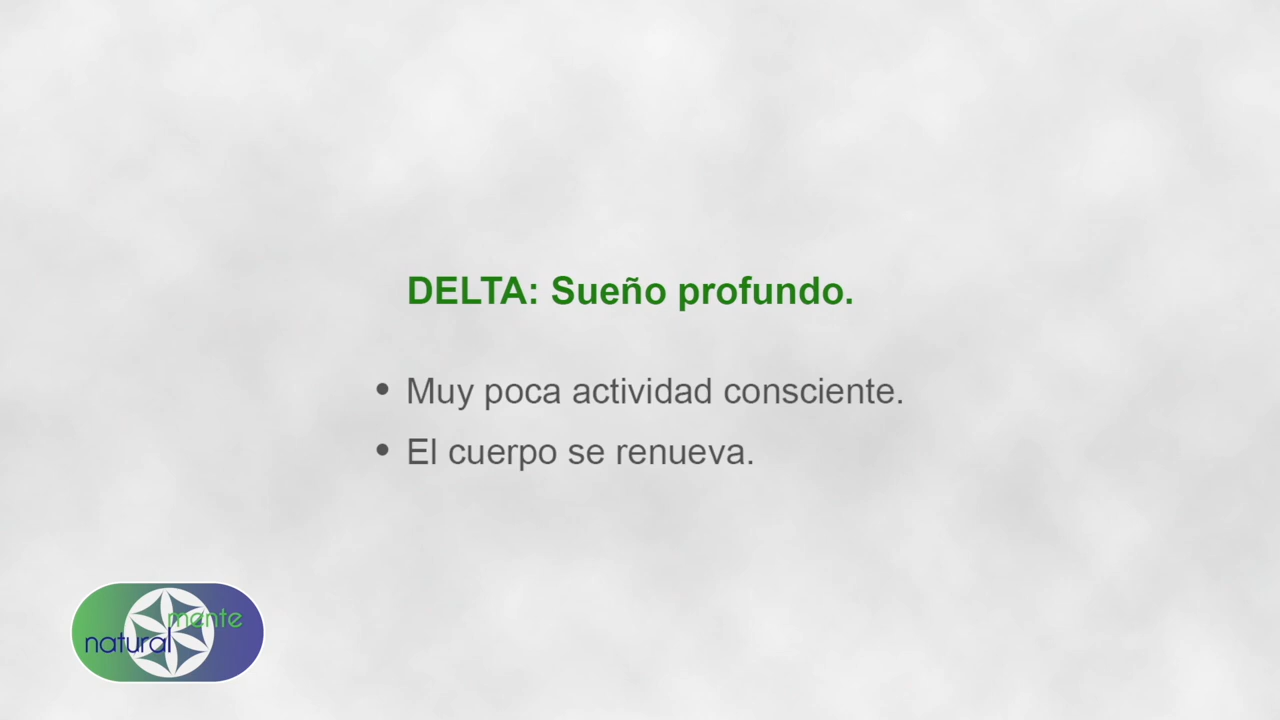 DELTA: Sueño profundo.
• Muy poca actividad consciente.
• El cuerpo se renueva.
mente
natural